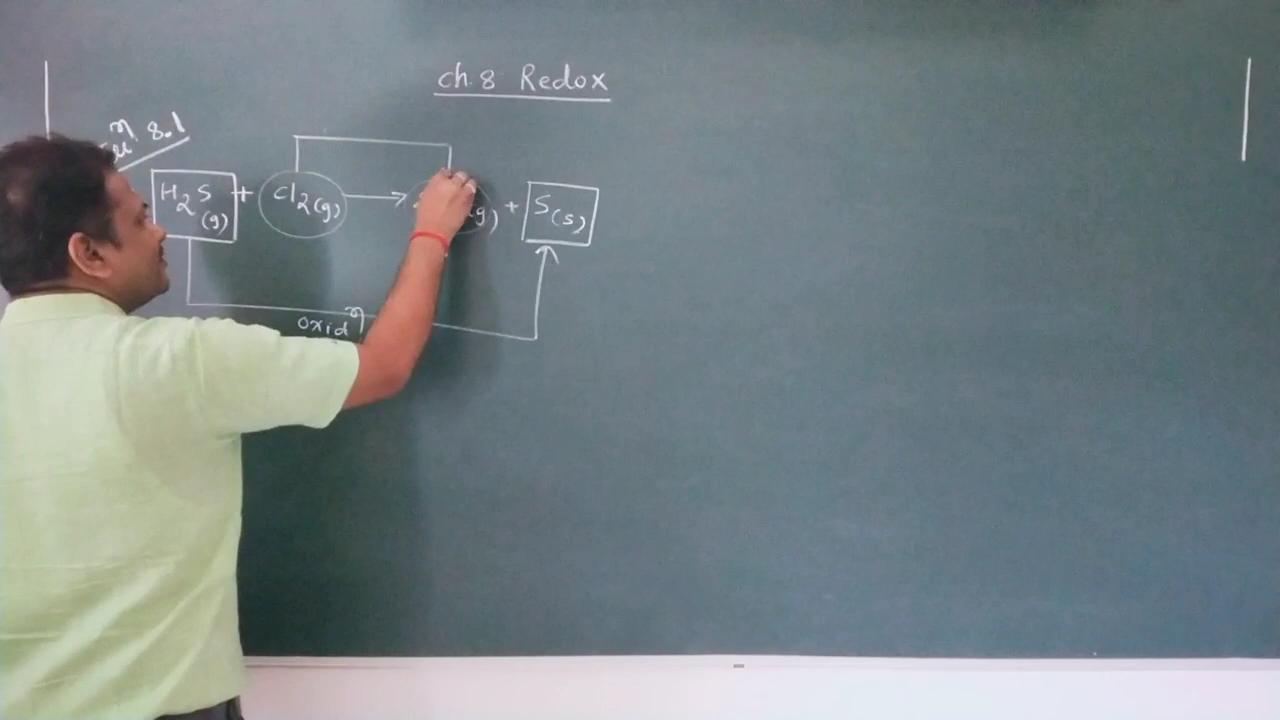 ch.8 Redox
8.1
H2S(g) + Cl2(g) → (g) + S(s)
oxidⁿ